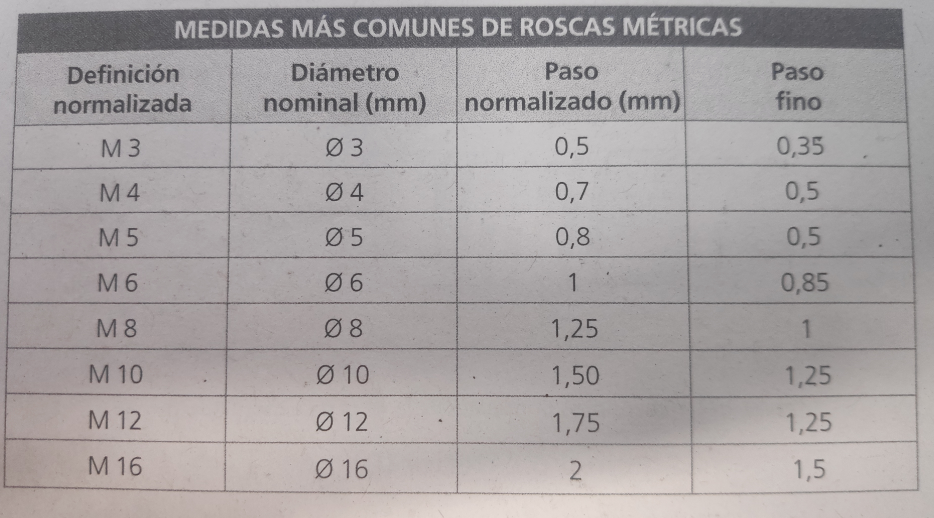 MEDIDAS MÁS COMUNES DE ROSCAS MÉTRICAS
Definición normalizada Diámetro nominal (mm) Paso normalizado (mm) Paso fino
M 3 Ø 3 0,5 0,35
M 4 Ø 4 0,7 0,5
M 5 Ø 5 0,8 0,5
M 6 Ø 6 1 0,85
M 8 Ø 8 1,25 1
M 10 Ø 10 1,50 1,25
M 12 Ø 12 1,75 1,25
M 16 Ø 16 2 1,5